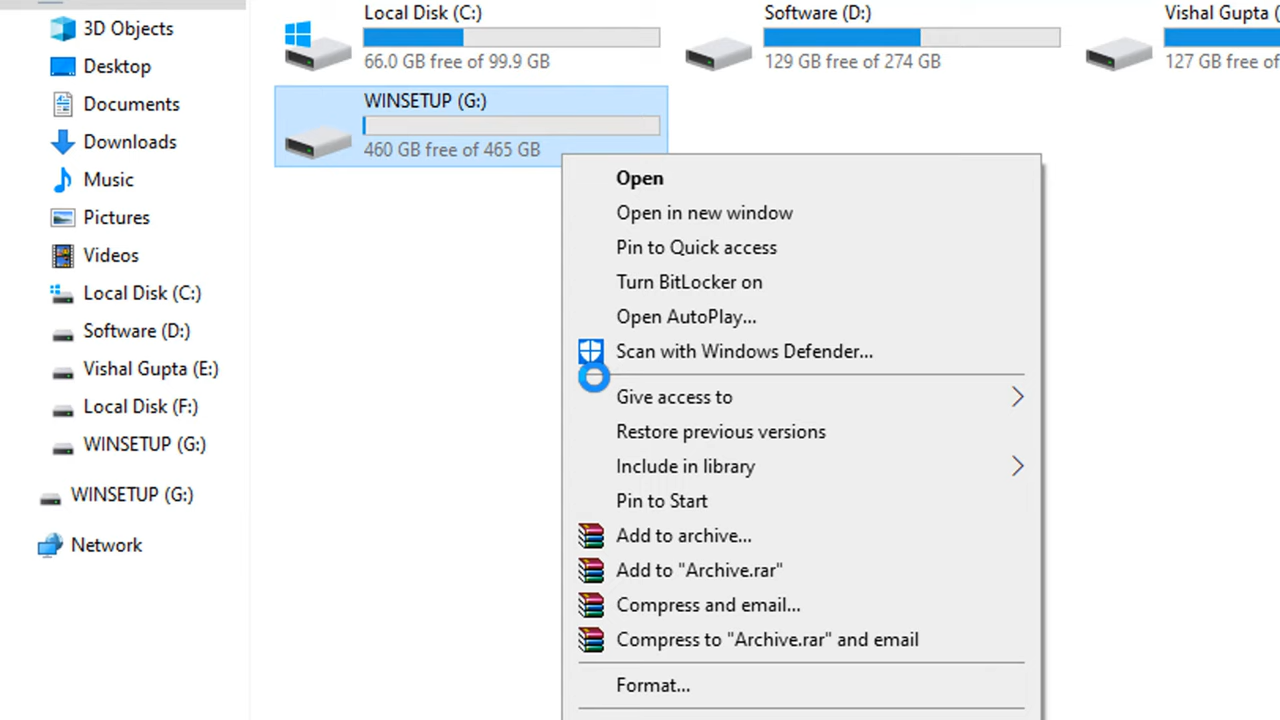 3D Objects
Desktop
Documents
Downloads
Music
Pictures
Videos
Local Disk (C:)
Software (D:)
Vishal Gupta (E:)
Local Disk (F:)
WINSETUP (G:)
WINSETUP (G:)
Network
Local Disk (C:)
66.0 GB free of 99.9 GB
Software (D:)
129 GB free of 274 GB
Vishal Gupta (
127 GB free of
WINSETUP (G:)
460 GB free of 465 GB
Open
Open in new window
Pin to Quick access
Turn BitLocker on
Open AutoPlay...
Scan with Windows Defender...
Give access to
Restore previous versions
Include in library
Pin to Start
Add to archive...
Add to "Archive.rar"
Compress and email...
Compress to "Archive.rar" and email
Format...